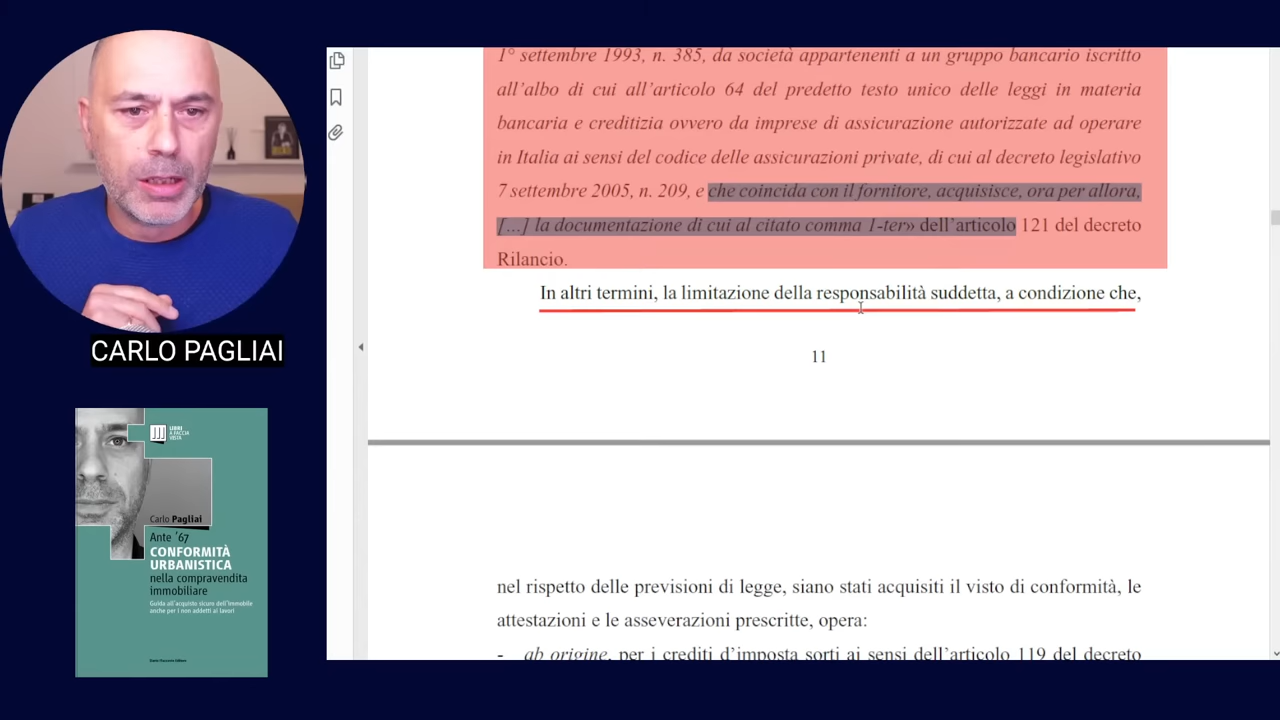 1° settembre 1993, n. 385, da società appartenenti a un gruppo bancario iscritto
all'albo di cui all'articolo 64 del predetto testo unico delle leggi in materia
bancaria e creditizia ovvero da imprese di assicurazione autorizzate ad operare
in Italia ai sensi del codice delle assicurazioni private, di cui al decreto legislativo
7 settembre 2005, n. 209, e che coincida con il fornitore, acquisisce, ora per allora,
[...] la documentazione di cui al citato comma 1-ter» dell'articolo 121 del decreto
Rilancio.
In altri termini, la limitazione della responsabilità suddetta, a condizione che,
11
nel rispetto delle previsioni di legge, siano stati acquisiti il visto di conformità, le
attestazioni e le asseverazioni prescritte, opera:
- ab origine, per i crediti d'imposta sorti ai sensi dell'articolo 119 del decreto
CARLO PAGLIAI
LIBRI
A FACCIA
VISTA
Carlo Pagliai
Ante '67
CONFORMITÀ
URBANISTICA
nella compravendita
immobiliare
Guida all'acquisto sicuro dell'immobile
anche per i non addetti ai lavori